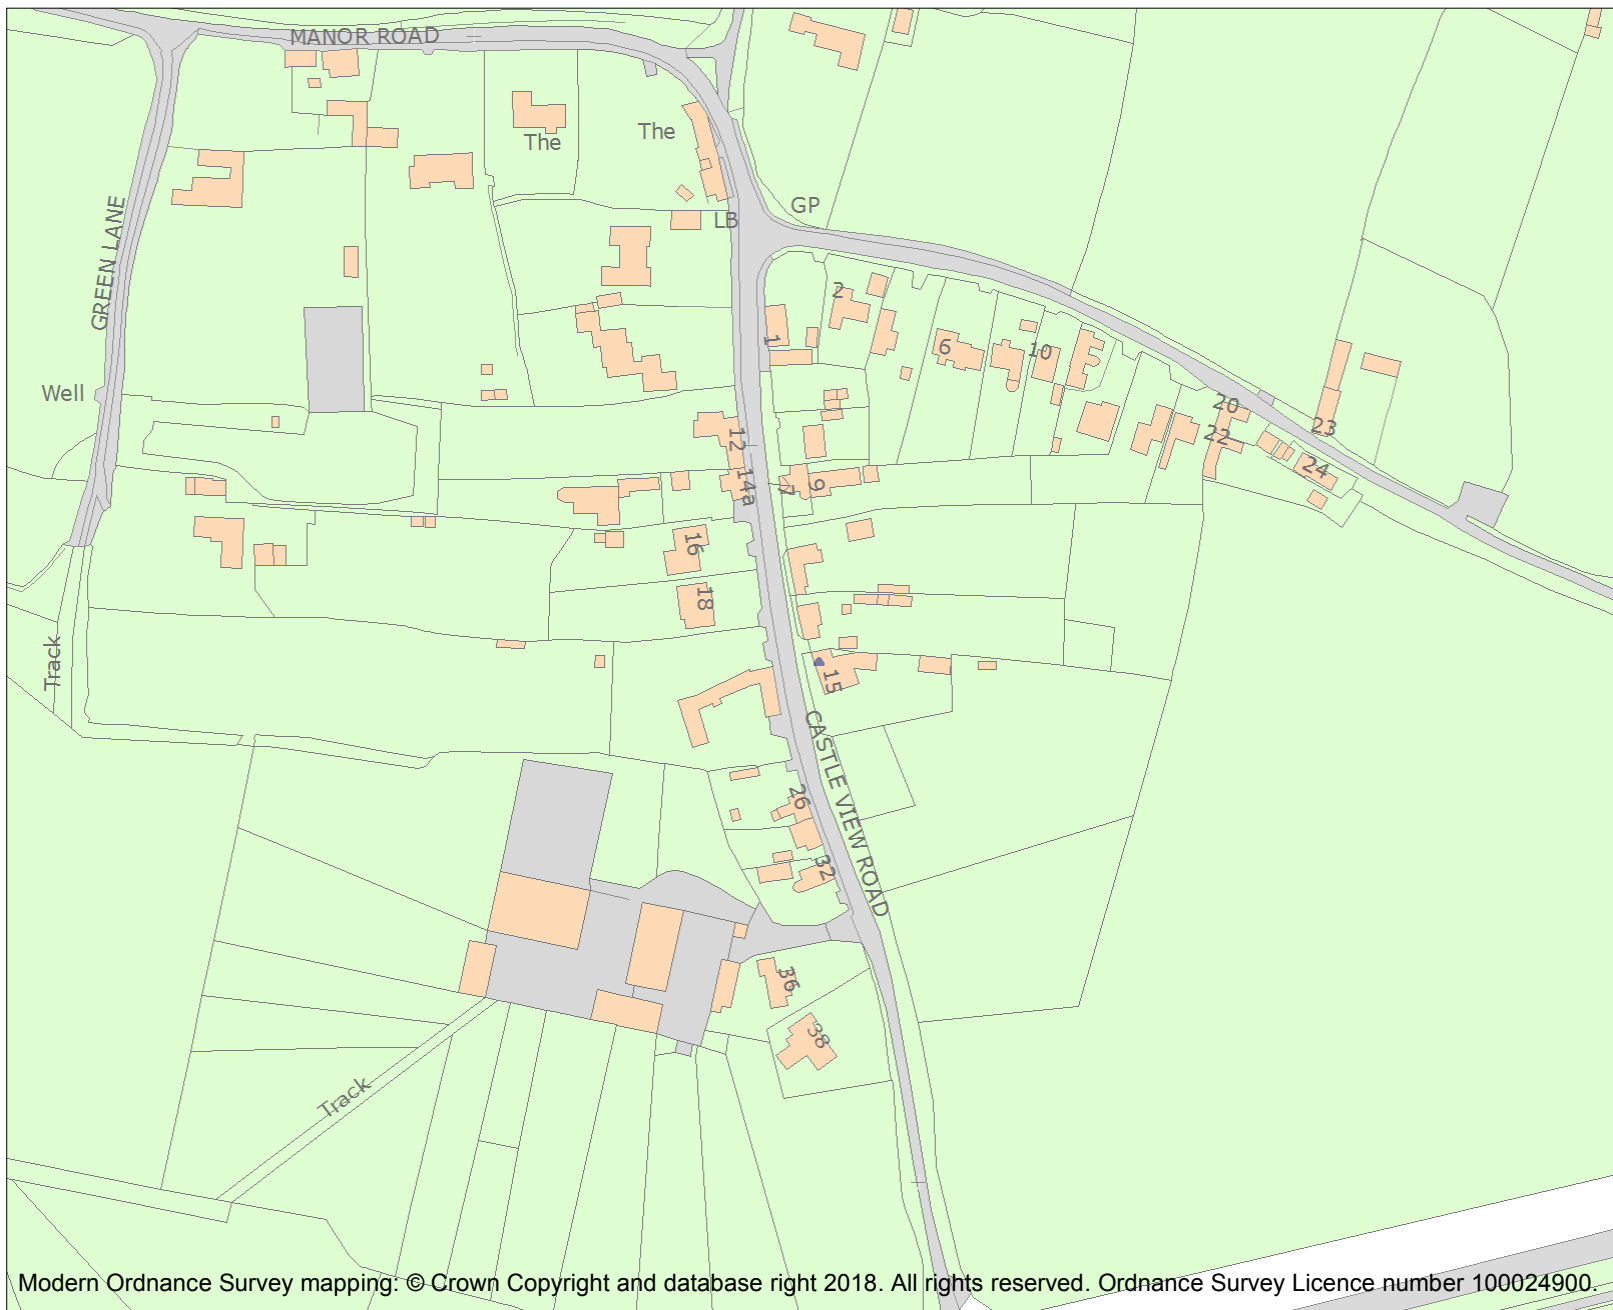 MANOR ROAD
The
The
GREEN LANE
GP
LB
2
1
6
10
Well
20
22
23
24
12
14a
7
9
16
18
Track
15
CASTLE VIEW ROAD
26
32
36
38
Track
Modern Ordnance Survey mapping: © Crown Copyright and database right 2018. All rights reserved. Ordnance Survey Licence number 100024900.